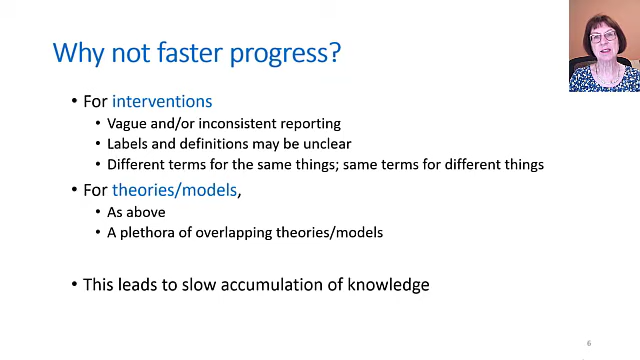 Why not faster progress?
• For interventions
• Vague and/or inconsistent reporting
• Labels and definitions may be unclear
• Different terms for the same things; same terms for different things
• For theories/models,
• As above
• A plethora of overlapping theories/models
• This leads to slow accumulation of knowledge
6